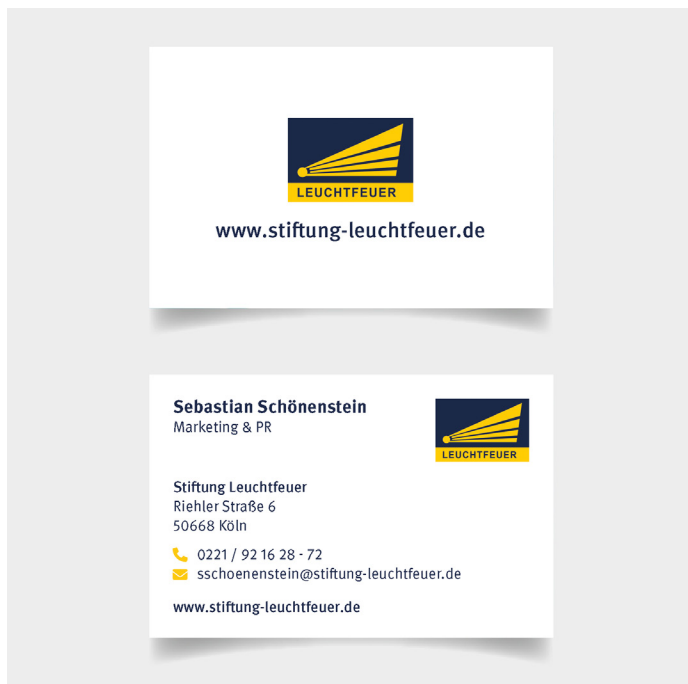 LEUCHTFEUER
www.stiftung-leuchtfeuer.de
Sebastian Schönenstein
Marketing & PR
LEUCHTFEUER
Stiftung Leuchtfeuer
Riehler Straße 6
50668 Köln
0221 / 92 16 28 - 72
sschoenenstein@stiftung-leuchtfeuer.de
www.stiftung-leuchtfeuer.de